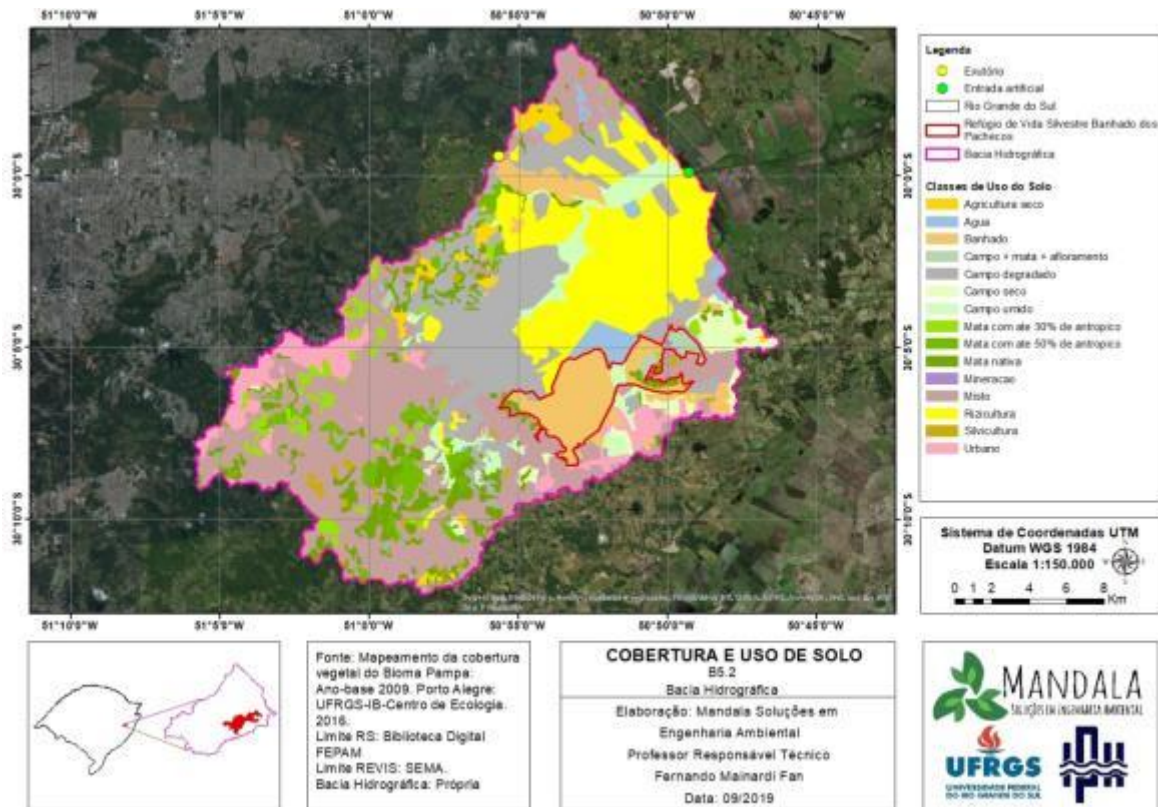 51°10'0"W 51°5'0"W 51°0'0"W 50°55'0"W 50°50'0"W 50°45'0"W
30°0'0"S
30°5'0"S
30°10'0"S
30°0'0"S
30°5'0"S
30°10'0"S
51°10'0"W 51°5'0"W 51°0'0"W 50°55'0"W 50°50'0"W 50°45'0"W
Legenda
Exutório
Entrada artificial
Rio Grande do Sul
Refúgio de Vida Silvestre Banhado dos
Pachecos
Bacia Hidrográfica
Classes de Uso do Solo
Agricultura seco
Agua
Banhado
Campo + mata + afloramento
Campo degradado
Campo seco
Campo umido
Mata com ate 30% de antropico
Mata com ate 50% de antropico
Mata nativa
Mineracao
Misto
Rizicultura
Silvicultura
Urbano
Sistema de Coordenadas UTM
Datum WGS 1984
Escala 1:150.000
0 1 2 4 6 8
Km
Fonte: Mapeamento da cobertura
vegetal do Bioma Pampa:
Ano-base 2009. Porto Alegre:
UFRGS-IB-Centro de Ecologia.
2016.
Limite RS: Biblioteca Digital
FEPAM.
Limite REVIS: SEMA.
Bacia Hidrográfica: Própria
COBERTURA E USO DE SOLO
B5.2
Bacia Hidrográfica
Elaboração: Mandala Soluções em
Engenharia Ambiental
Professor Responsável Técnico
Fernando Mainardi Fan
Data: 09/2019
MANDALA
SOLUÇÕES EM ENGENHARIA AMBIENTAL
UFRGS
UNIVERSIDADE FEDERAL
DO RIO GRANDE DO SUL